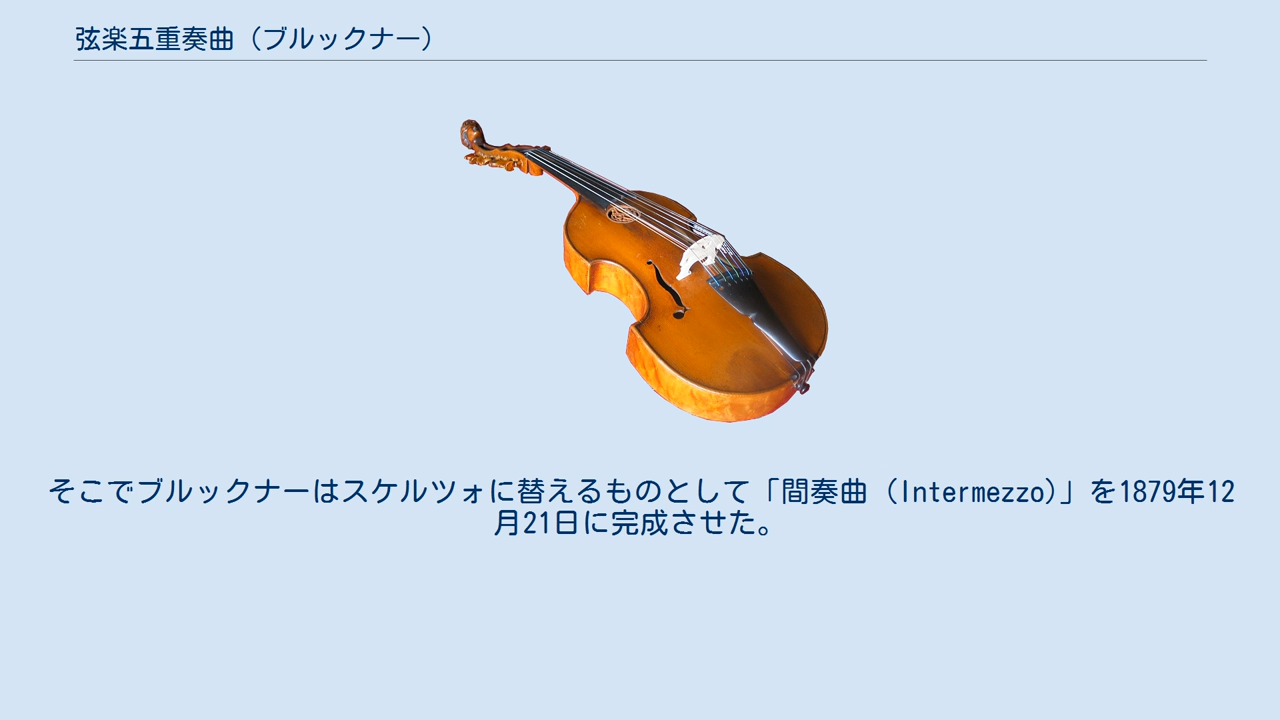 弦楽五重奏曲（ブルックナー）
そこでブルックナーはスケルツォに替えるものとして「間奏曲（Intermezzo)」を1879年12
月21日に完成させた。